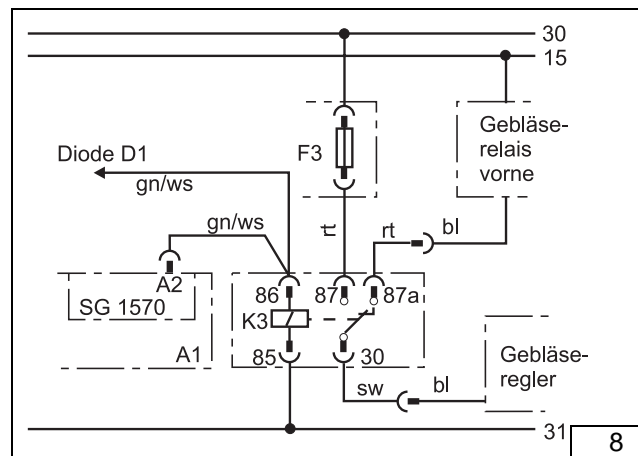 30
15
Gebläse-
relais
vorne
F3
Diode D1
gn/ws
gn/ws
rt
rt
bl
A2
SG 1570
A1
86
87
87a
K3
85
30
Gebläse-
regler
sw
bl
31
8